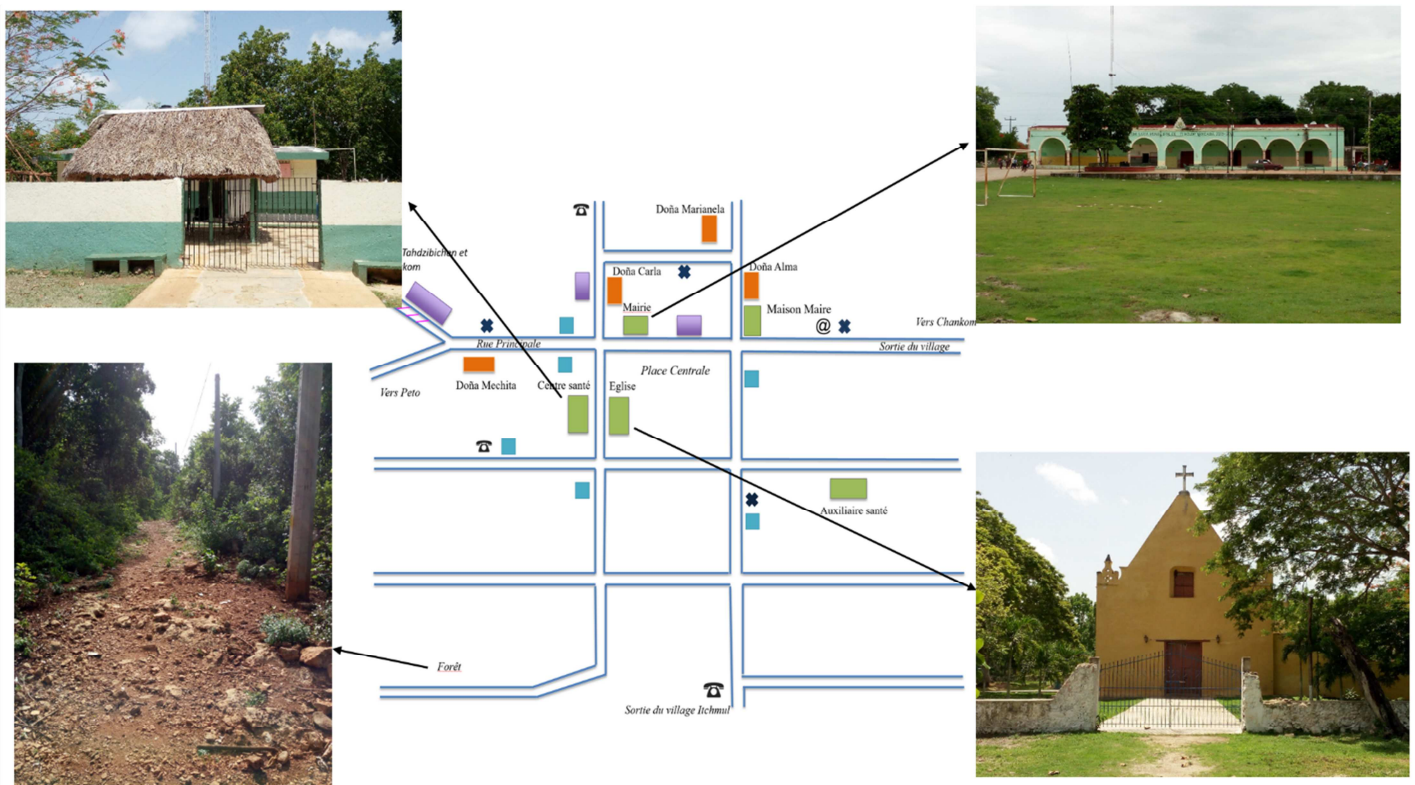 Doña Marianela
Tahdzibichen et
kom
Doña Carla
Doña Alma
Mairie
Maison Maire
@
Vers Chankom
Rue Principale
Sortie du village
Doña Mechita
Centre santé
Eglise
Place Centrale
Vers Peto
Auxiliaire santé
Forêt
Sortie du village Itchmul